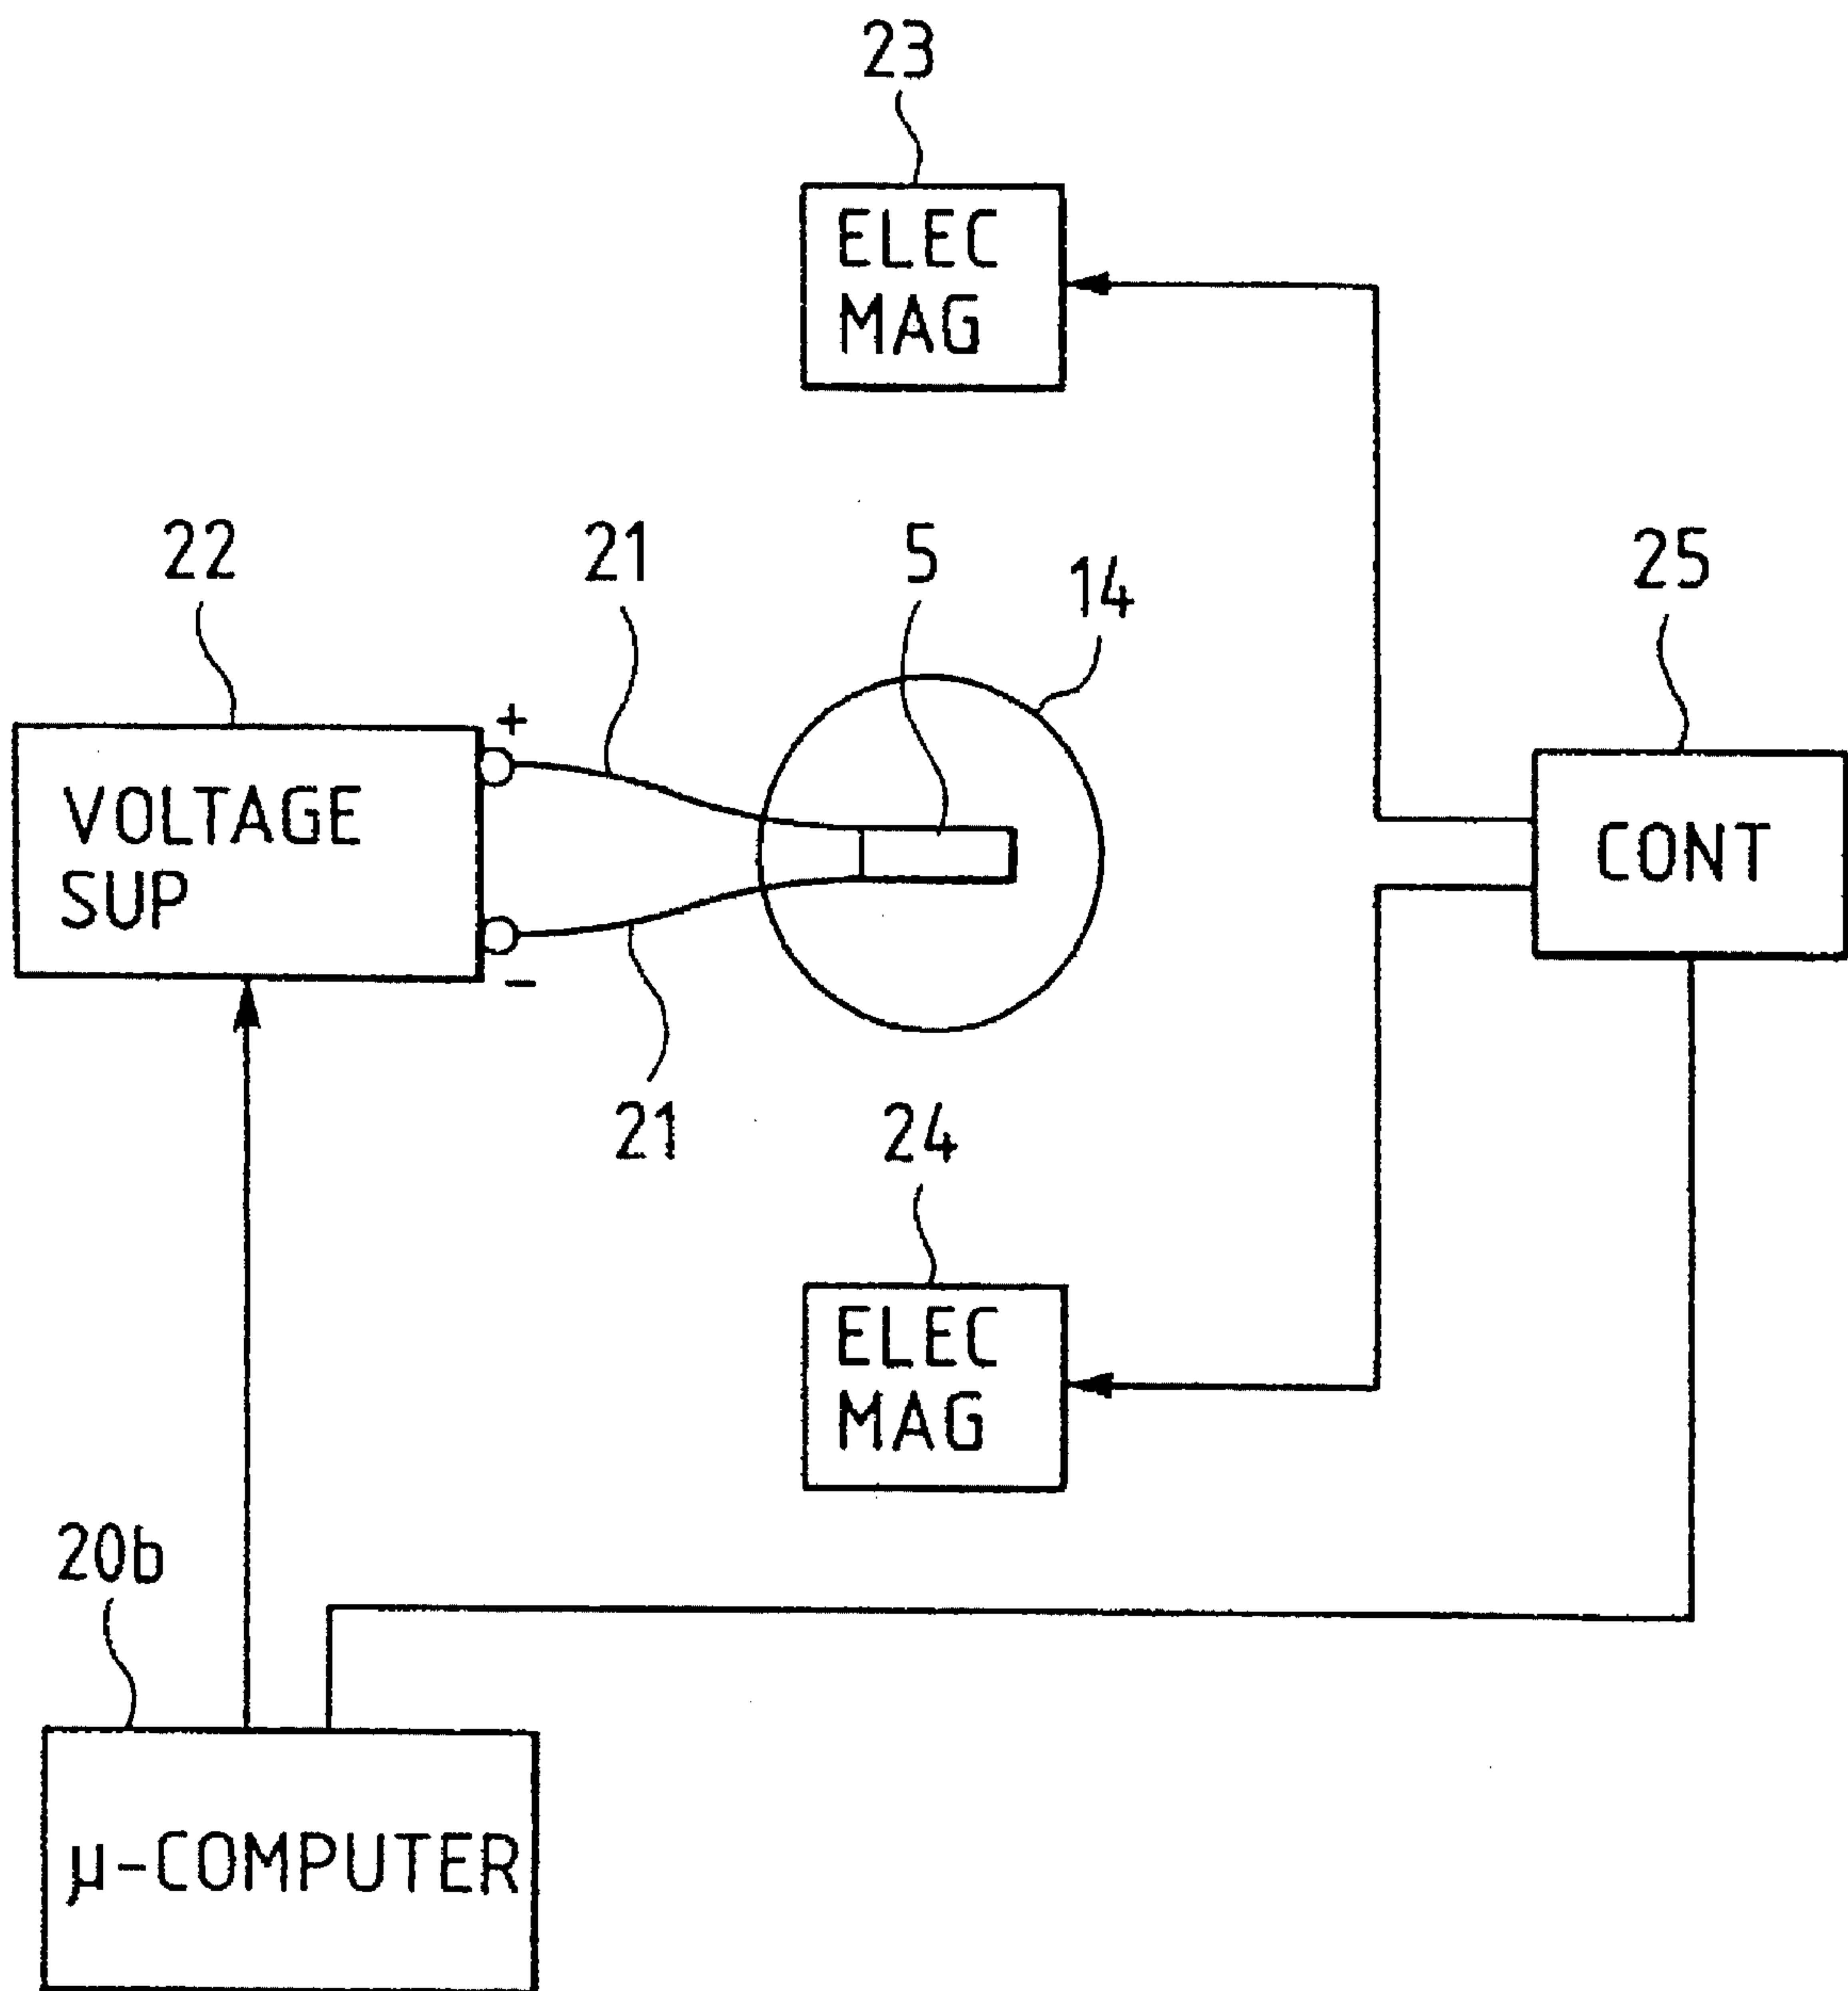 23
ELEC
MAG
22
21
5
14
25
+
VOLTAGE
SUP
CONT
-
21
24
ELEC
MAG
20b
µ-COMPUTER